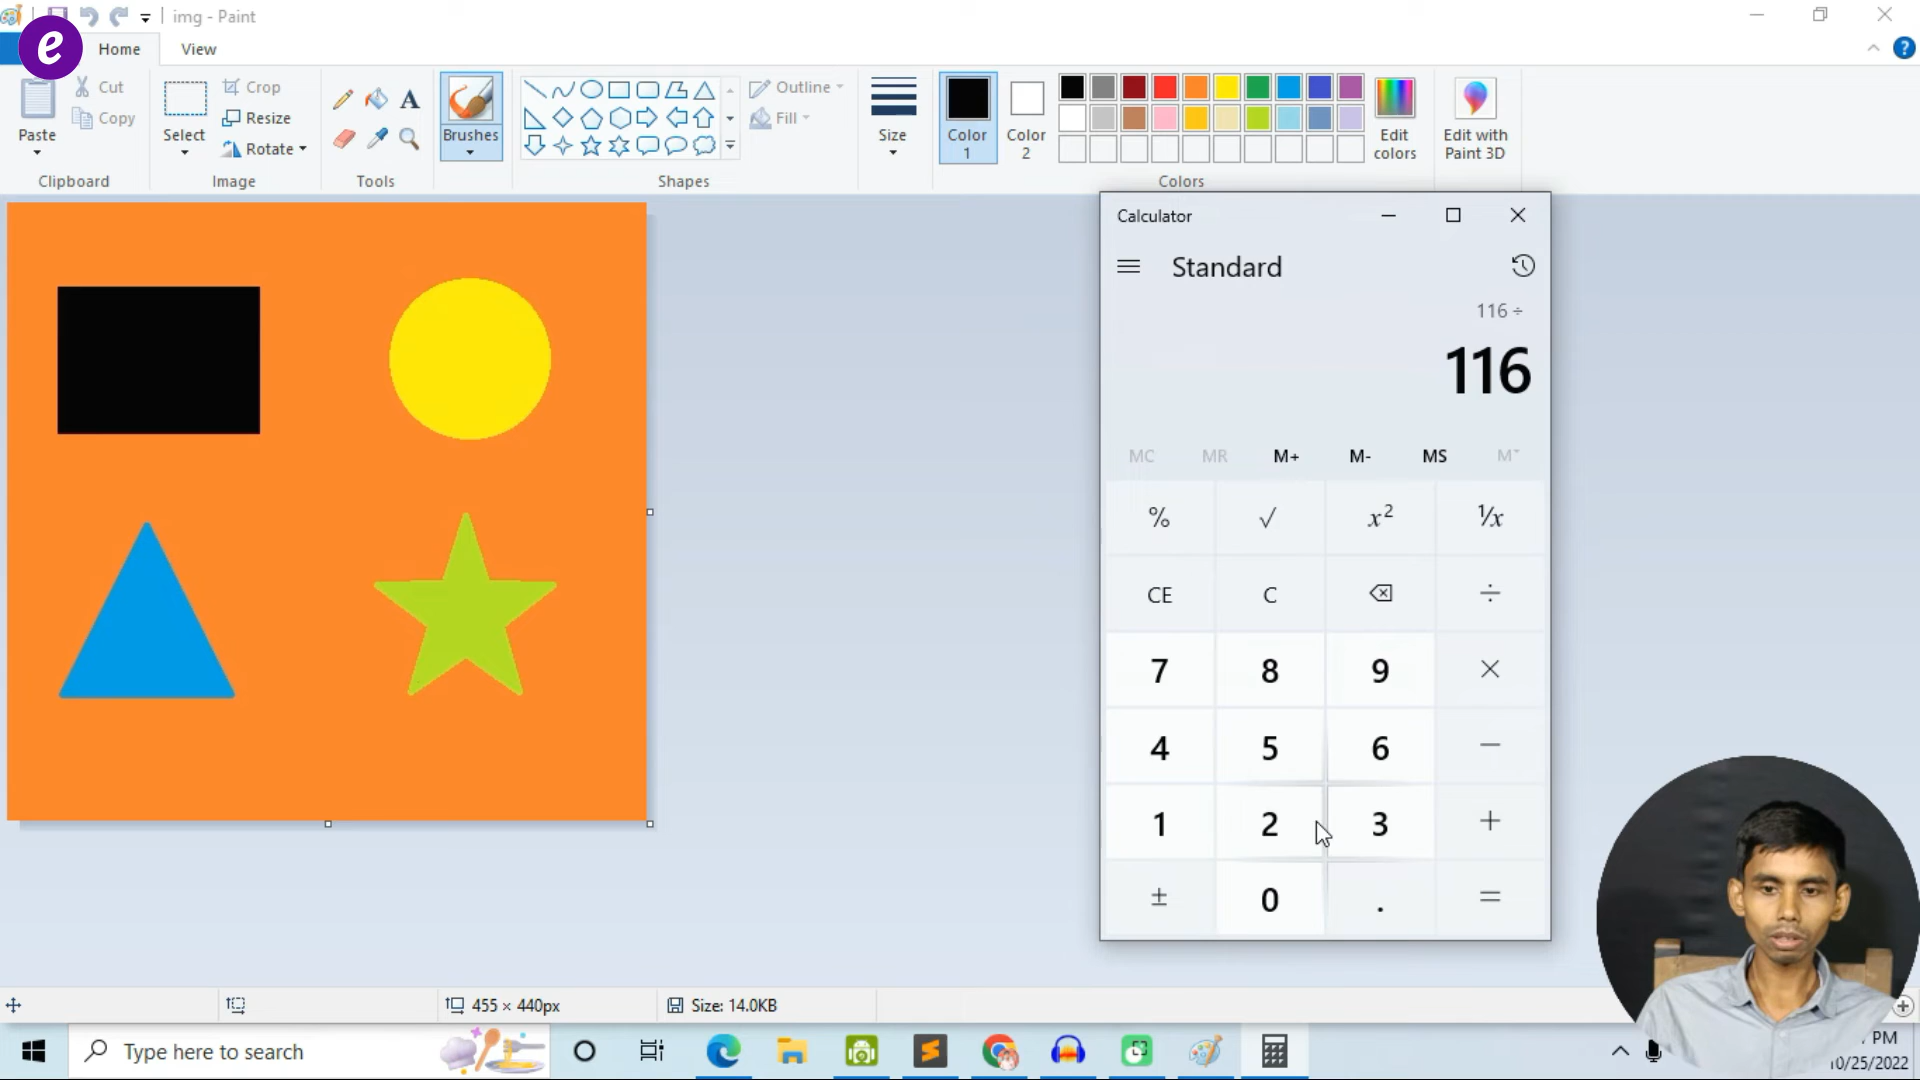 e
img - Paint
Home
View
Paste
Cut
Copy
Clipboard
Select
Crop
Resize
Rotate
Image
A
Tools
Brushes
Outline
Fill
Shapes
Size
Color
1
Color
2
Edit
colors
Colors
Edit with
Paint 3D
?
Calculator
Standard
116 ÷
116
MC MR M+ M- MS M˅
% √ x² ⅟x
CE C ÷
7 8 9 ×
4 5 6 −
1 2 3 +
± 0 . =
455 × 440px
Size: 14.0KB
Type here to search
PM
10/25/2022